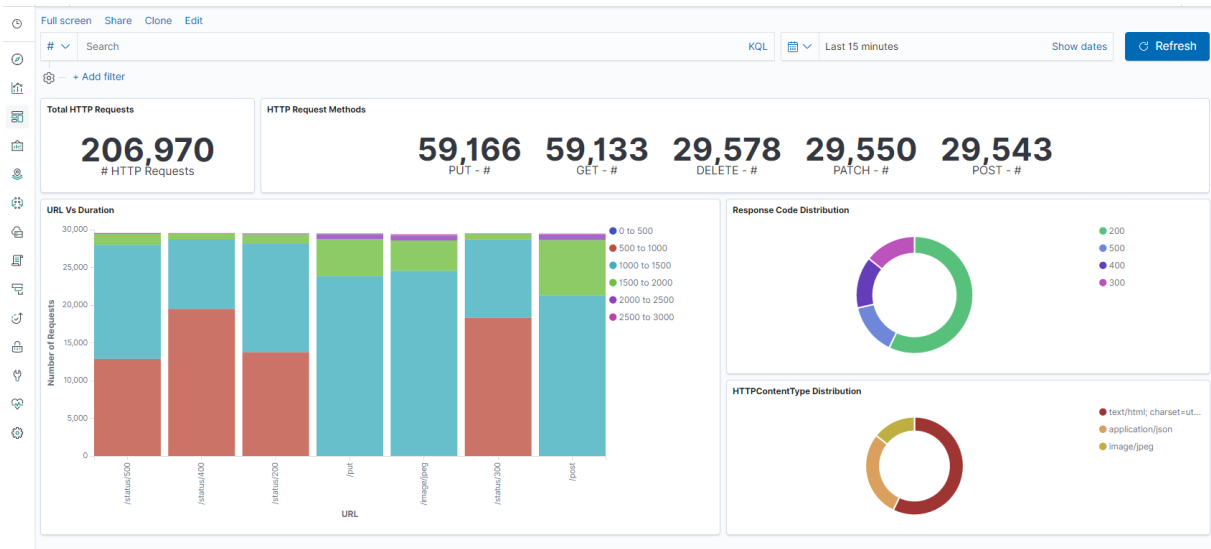 Full screen Share Clone Edit
# Search KQL Last 15 minutes Show dates Refresh
+ Add filter
Total HTTP Requests
206,970
# HTTP Requests
HTTP Request Methods
59,166 59,133 29,578 29,550 29,543
PUT - # GET - # DELETE - # PATCH - # POST - #
URL Vs Duration
Number of Requests
30,000
25,000
20,000
15,000
10,000
5,000
0
/status/500 /status/400 /status/200 /put /image/jpeg /status/300 /post
URL
0 to 500
500 to 1000
1000 to 1500
1500 to 2000
2000 to 2500
2500 to 3000
Response Code Distribution
200
500
400
300
HTTPContentType Distribution
text/html; charset=ut...
application/json
image/jpeg